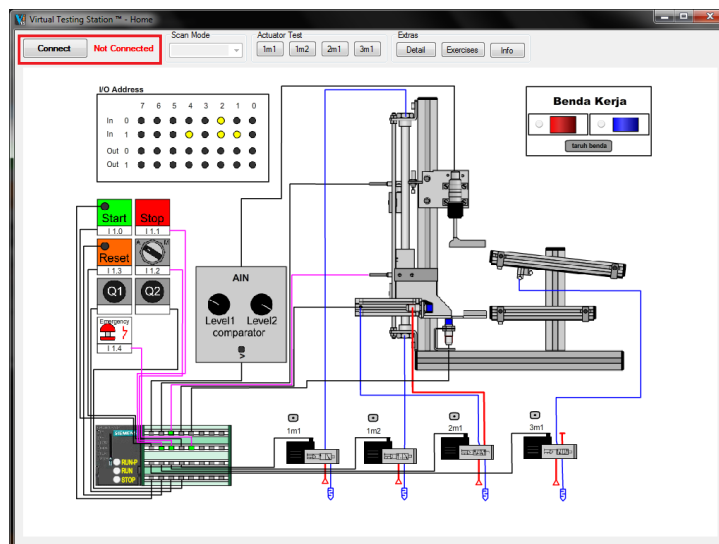 Virtual Testing Station ™ - Home
Connect
Not Connected
Scan Mode
Actuator Test
1m1
1m2
2m1
3m1
Extras
Detail
Exercises
Info
I/O Address
7 6 5 4 3 2 1 0
In 0
In 1
Out 0
Out 1
Benda Kerja
taruh benda
Start
Stop
I 1.0
I 1.1
Reset
I 1.3
I 1.2
Q1
Q2
Emergency
I 1.4
AIN
Level1
Level2
comparator
SIEMENS
RUN-P
RUN
STOP
1m1
1m2
2m1
3m1